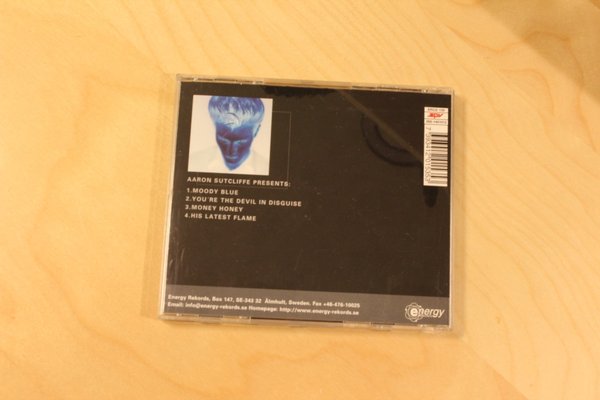 AARON SUTCLIFFE PRESENTS:
1.MOODY BLUE
2.YOU'RE THE DEVIL IN DISGUISE
3.MONEY HONEY
4.HIS LATEST FLAME
Energy Rekords, Box 147, SE-343 32 Älmhult, Sweden. Fax +46-476-10025
Email: info@energy-rekords.se Homepage: http://www.energy-rekords.se
energy